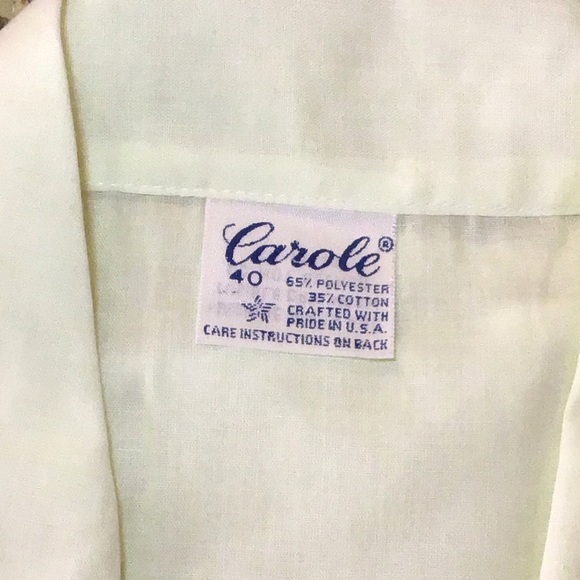 Carole®
40
65% POLYESTER
35% COTTON
CRAFTED WITH
PRIDE IN U.S.A.
CARE INSTRUCTIONS ON BACK